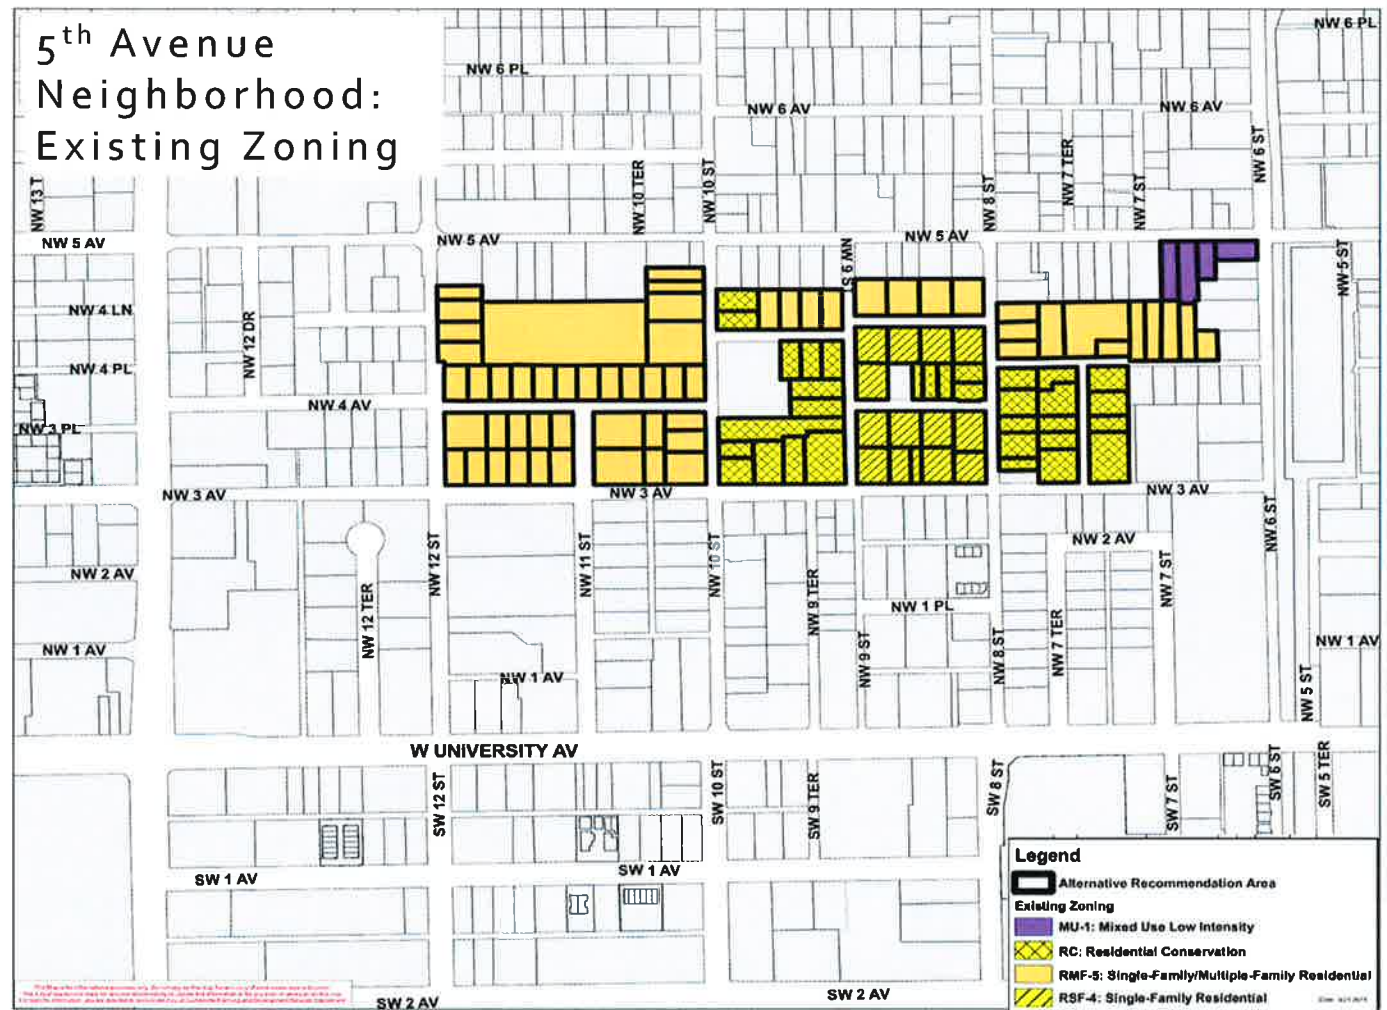 5th Avenue
Neighborhood:
Existing Zoning
NW 6 PL
NW 6 PL
NW 6 AV
NW 6 AV
NW 13 T
NW 10 TER
NW 10 ST
NW 8 ST
NW 7 TER
NW 7 ST
NW 6 ST
NW 5 AV
NW 5 AV
NW 5 AV
NW 9 ST
NW 5 ST
NW 4 LN
NW 12 DR
NW 4 PL
NW 4 AV
NW 3 PL
NW 3 AV
NW 3 AV
NW 3 AV
NW 12 ST
NW 11 ST
NW 10 ST
NW 6 ST
NW 2 AV
NW 2 AV
NW 12 TER
NW 9 TER
NW 7 ST
NW 1 PL
NW 9 ST
NW 8 ST
NW 7 TER
NW 1 AV
NW 1 AV
NW 1 AV
NW 5 ST
W UNIVERSITY AV
SW 12 ST
SW 10 ST
SW 9 TER
SW 8 ST
SW 7 ST
SW 6 ST
SW 5 TER
SW 1 AV
SW 1 AV
SW 2 AV
SW 2 AV
Legend
Alternative Recommendation Area
Existing Zoning
MU-1: Mixed Use Low Intensity
RC: Residential Conservation
RMF-5: Single-Family/Multiple-Family Residential
RSF-4: Single-Family Residential